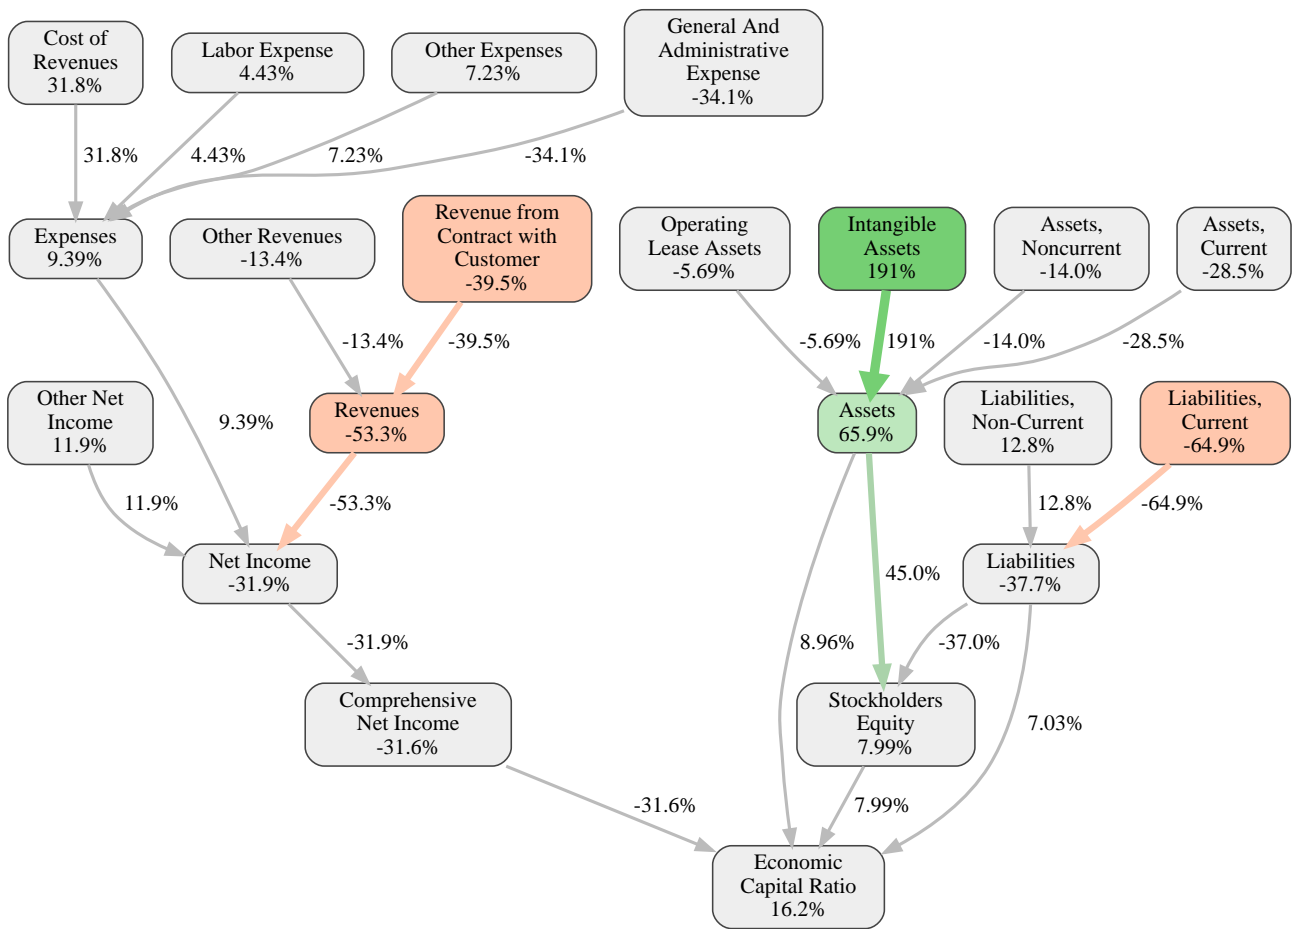 Cost of
Revenues
31.8%
Labor Expense
4.43%
Other Expenses
7.23%
General And
Administrative
Expense
-34.1%
31.8%
4.43%
7.23%
-34.1%
Expenses
9.39%
Other Revenues
-13.4%
Revenue from
Contract with
Customer
-39.5%
Operating
Lease Assets
-5.69%
Intangible
Assets
191%
Assets,
Noncurrent
-14.0%
Assets,
Current
-28.5%
-13.4%
-39.5%
-5.69%
191%
-14.0%
-28.5%
Other Net
Income
11.9%
9.39%
Revenues
-53.3%
Assets
65.9%
Liabilities,
Non-Current
12.8%
Liabilities,
Current
-64.9%
11.9%
-53.3%
12.8%
-64.9%
Net Income
-31.9%
45.0%
Liabilities
-37.7%
-31.9%
8.96%
-37.0%
Comprehensive
Net Income
-31.6%
Stockholders
Equity
7.99%
7.03%
-31.6%
7.99%
Economic
Capital Ratio
16.2%